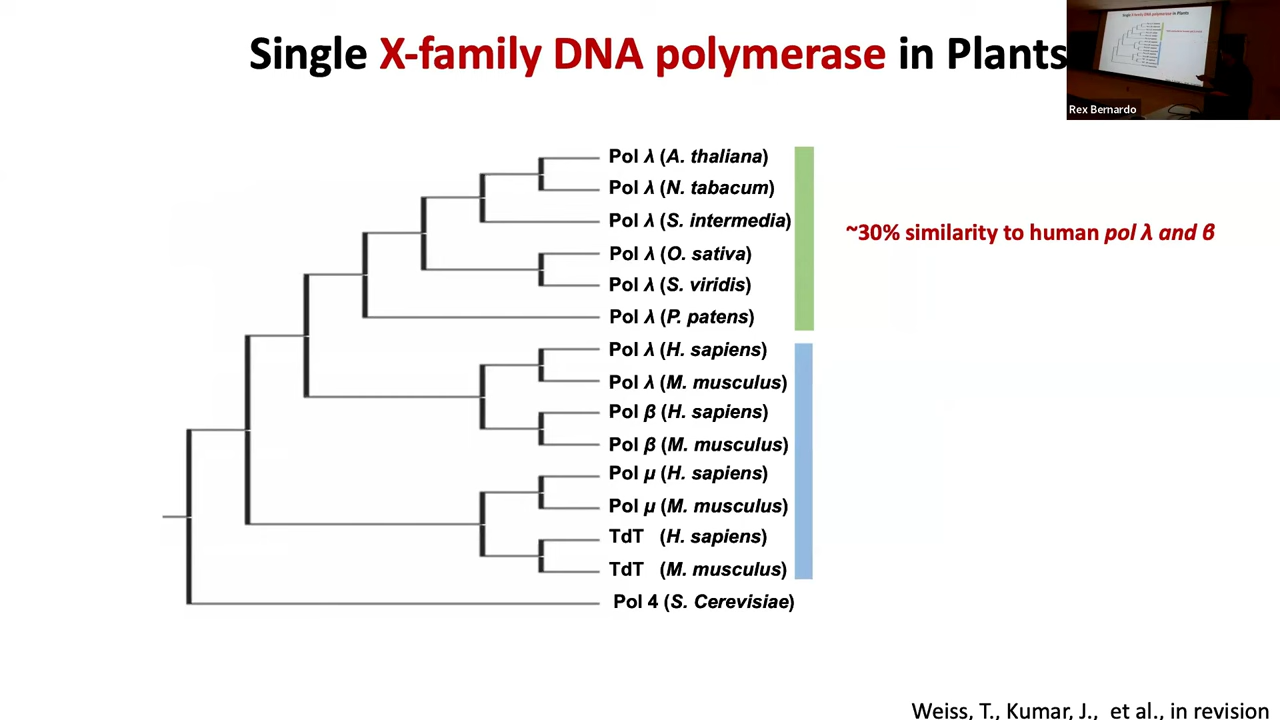 Single X-family DNA polymerase in Plants
Rex Bernardo
Pol λ (A. thaliana)
Pol λ (N. tabacum)
Pol λ (S. intermedia)
~30% similarity to human pol λ and β
Pol λ (O. sativa)
Pol λ (S. viridis)
Pol λ (P. patens)
Pol λ (H. sapiens)
Pol λ (M. musculus)
Pol β (H. sapiens)
Pol β (M. musculus)
Pol μ (H. sapiens)
Pol μ (M. musculus)
TdT (H. sapiens)
TdT (M. musculus)
Pol 4 (S. Cerevisiae)
Weiss, T., Kumar, J., et al., in revision